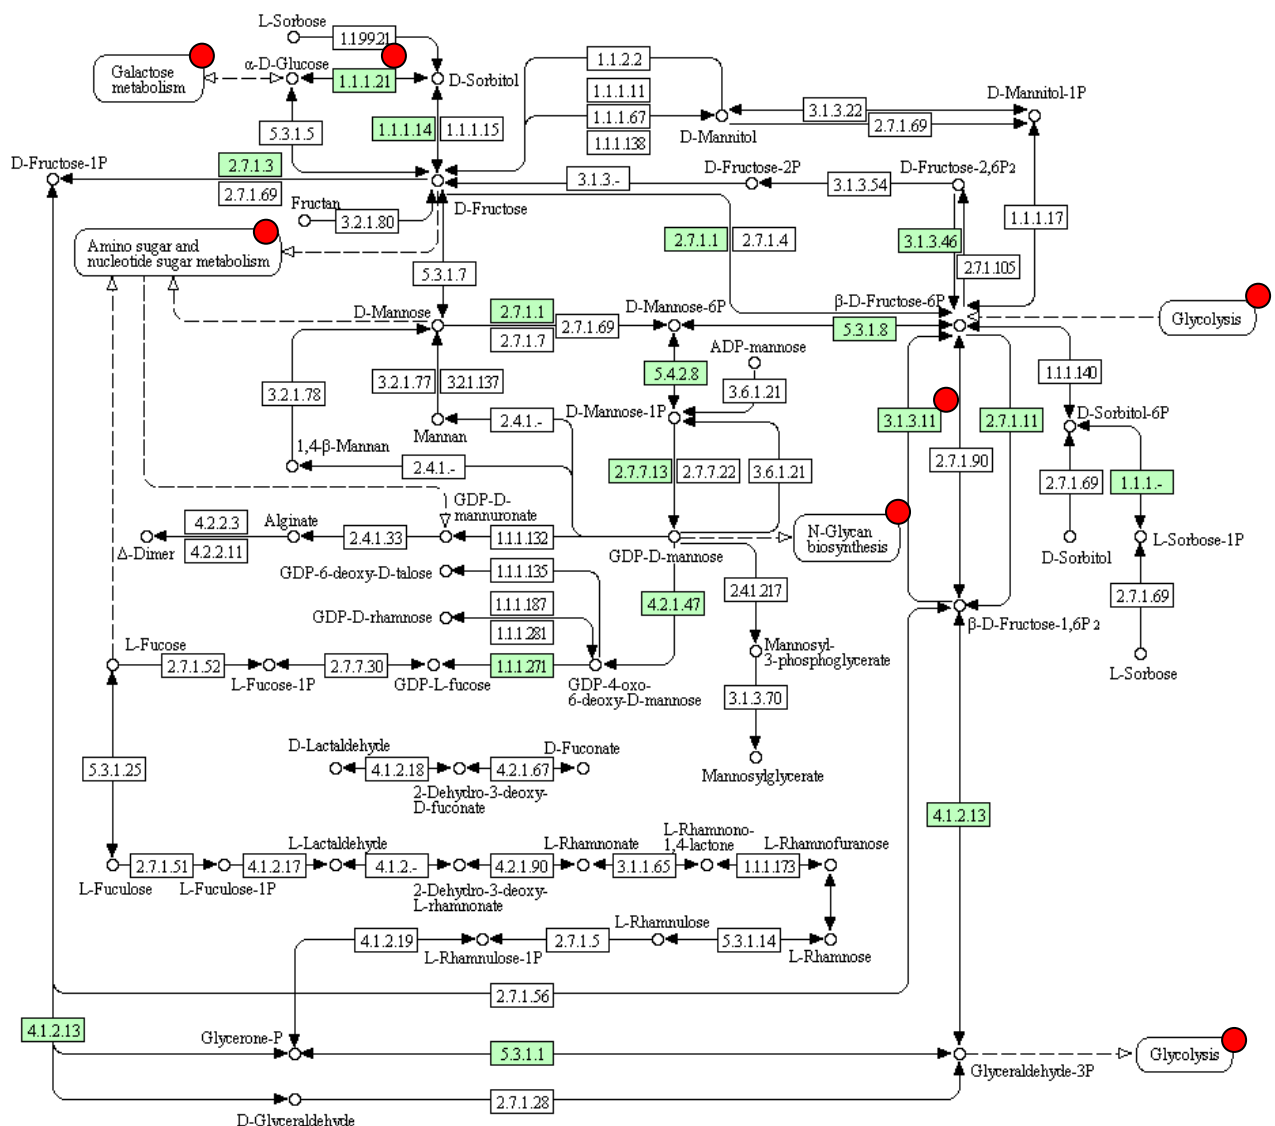 L-Sorbose
1.1.99.21
Galactose
metabolism
α-D-Glucose
1.1.1.21
D-Sorbitol
1.1.2.2
1.1.1.11
1.1.1.67
1.1.1.138
D-Mannitol
3.1.3.22
2.7.1.69
D-Mannitol-1P
5.3.1.5
1.1.1.14
1.1.1.15
D-Fructose-1P
2.7.1.3
2.7.1.69
D-Fructose
3.1.3.-
D-Fructose-2P
3.1.3.54
D-Fructose-2,6P2
Fructan
3.2.1.80
1.1.1.17
Amino sugar and
nucleotide sugar metabolism
2.7.1.1
2.7.1.4
3.1.3.46
2.7.1.105
5.3.1.7
D-Mannose
2.7.1.1
2.7.1.7
2.7.1.69
D-Mannose-6P
5.3.1.8
β-D-Fructose-6P
Glycolysis
ADP-mannose
3.2.1.78
3.2.1.77
3.2.1.137
5.4.2.8
3.6.1.21
1.1.1.140
D-Mannose-1P
3.1.3.11
2.7.1.11
D-Sorbitol-6P
Mannan
2.4.1.-
1,4-β-Mannan
2.4.1.-
2.7.7.13
2.7.7.22
3.6.1.21
2.7.1.90
2.7.1.69
1.1.1.-
GDP-D-
mannuronate
4.2.2.3
4.2.2.11
Δ-Dimer
Alginate
2.4.1.33
1.1.1.132
GDP-D-mannose
N-Glycan
biosynthesis
D-Sorbitol
L-Sorbose-1P
GDP-6-deoxy-D-talose
1.1.1.135
1.1.1.187
GDP-D-rhamnose
1.1.1.281
4.2.1.47
2.4.1.217
2.7.1.69
β-D-Fructose-1,6P2
L-Fucose
2.7.1.52
L-Fucose-1P
2.7.7.30
GDP-L-fucose
1.1.1.271
GDP-4-oxo-
6-deoxy-D-mannose
Mannosyl-
3-phosphoglycerate
L-Sorbose
3.1.3.70
Mannosylglycerate
5.3.1.25
D-Lactaldehyde
4.1.2.18
2-Dehydro-3-deoxy-
D-fuconate
4.2.1.67
D-Fuconate
4.1.2.13
L-Fuculose
2.7.1.51
L-Fuculose-1P
4.1.2.17
L-Lactaldehyde
4.1.2.-
2-Dehydro-3-deoxy-
L-rhamnonate
4.2.1.90
L-Rhamnonate
3.1.1.65
L-Rhamnono-
1,4-lactone
1.1.1.173
L-Rhamnofuranose
4.1.2.19
L-Rhamnulose-1P
2.7.1.5
L-Rhamnulose
5.3.1.14
L-Rhamnose
2.7.1.56
4.1.2.13
Glycerone-P
5.3.1.1
Glyceraldehyde-3P
Glycolysis
D-Glyceraldehyde
2.7.1.28